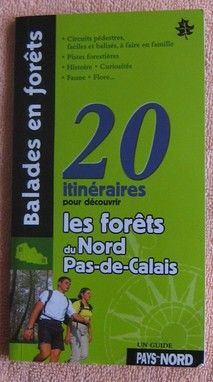 Balades en forêts
• Circuits pédestres,
faciles et balisés, à faire en famille
• Pistes forestières
• Histoire • Curiosités
• Faune • Flore...
20
itinéraires
pour découvrir
les forêts
du Nord
Pas-de-Calais
UN GUIDE
PAYS DU NORD